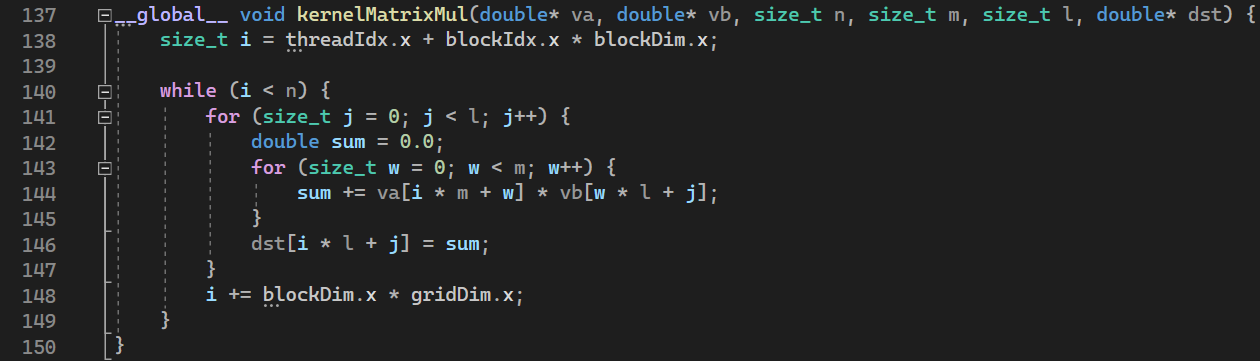 137 __global__ void kernelMatrixMul(double* va, double* vb, size_t n, size_t m, size_t l, double* dst) {
138     size_t i = threadIdx.x + blockIdx.x * blockDim.x;
139
140     while (i < n) {
141         for (size_t j = 0; j < l; j++) {
142             double sum = 0.0;
143             for (size_t w = 0; w < m; w++) {
144                 sum += va[i * m + w] * vb[w * l + j];
145             }
146             dst[i * l + j] = sum;
147         }
148         i += blockDim.x * gridDim.x;
149     }
150 }